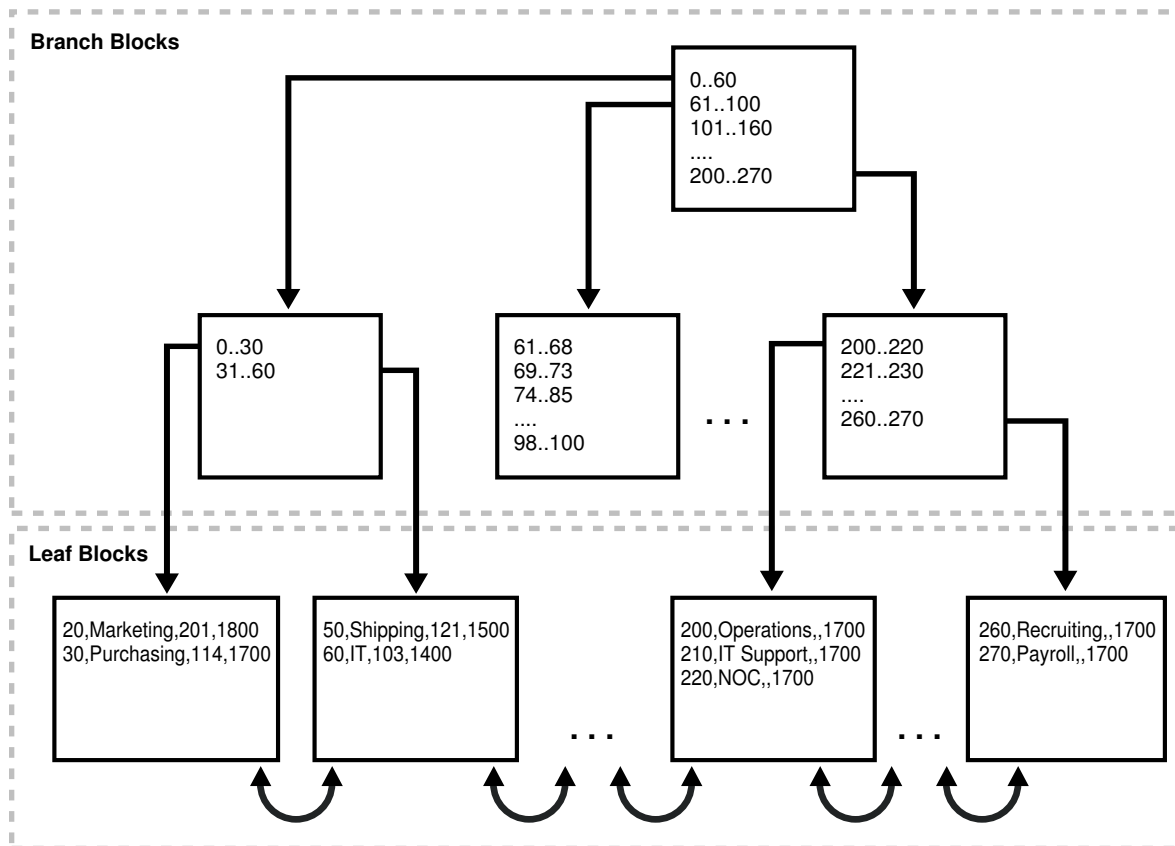 Branch Blocks
0..60
61..100
101..160
....
200..270
0..30
31..60
61..68
69..73
74..85
....
98..100
...
200..220
221..230
....
260..270
Leaf Blocks
20,Marketing,201,1800
30,Purchasing,114,1700
50,Shipping,121,1500
60,IT,103,1400
...
200,Operations,,1700
210,IT Support,,1700
220,NOC,,1700
...
260,Recruiting,,1700
270,Payroll,,1700